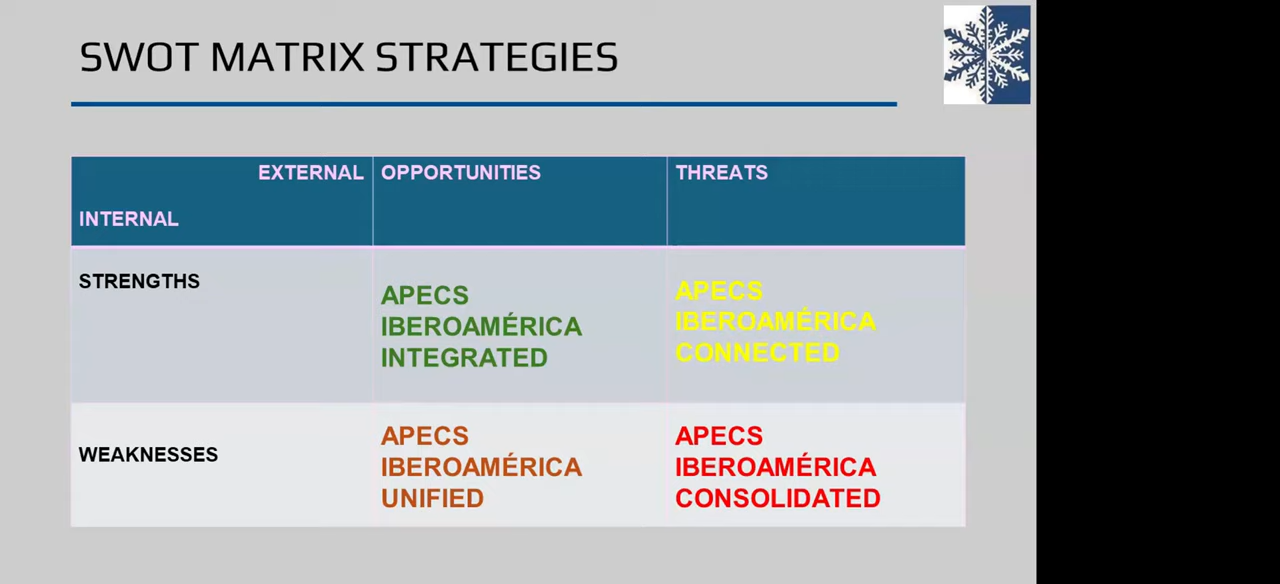 SWOT MATRIX STRATEGIES
EXTERNAL
INTERNAL
OPPORTUNITIES
THREATS
STRENGTHS
APECS
IBEROAMÉRICA
INTEGRATED
APECS
IBEROAMÉRICA
CONNECTED
WEAKNESSES
APECS
IBEROAMÉRICA
UNIFIED
APECS
IBEROAMÉRICA
CONSOLIDATED